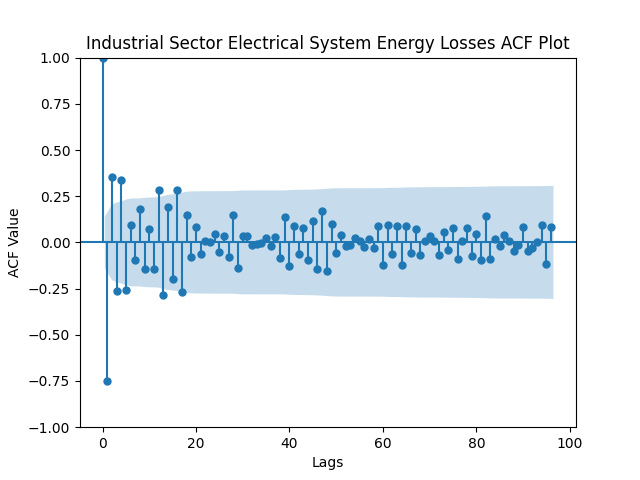 Industrial Sector Electrical System Energy Losses ACF Plot
1.00
0.75
0.50
0.25
0.00
−0.25
−0.50
−0.75
−1.00
ACF Value
0 20 40 60 80 100
Lags